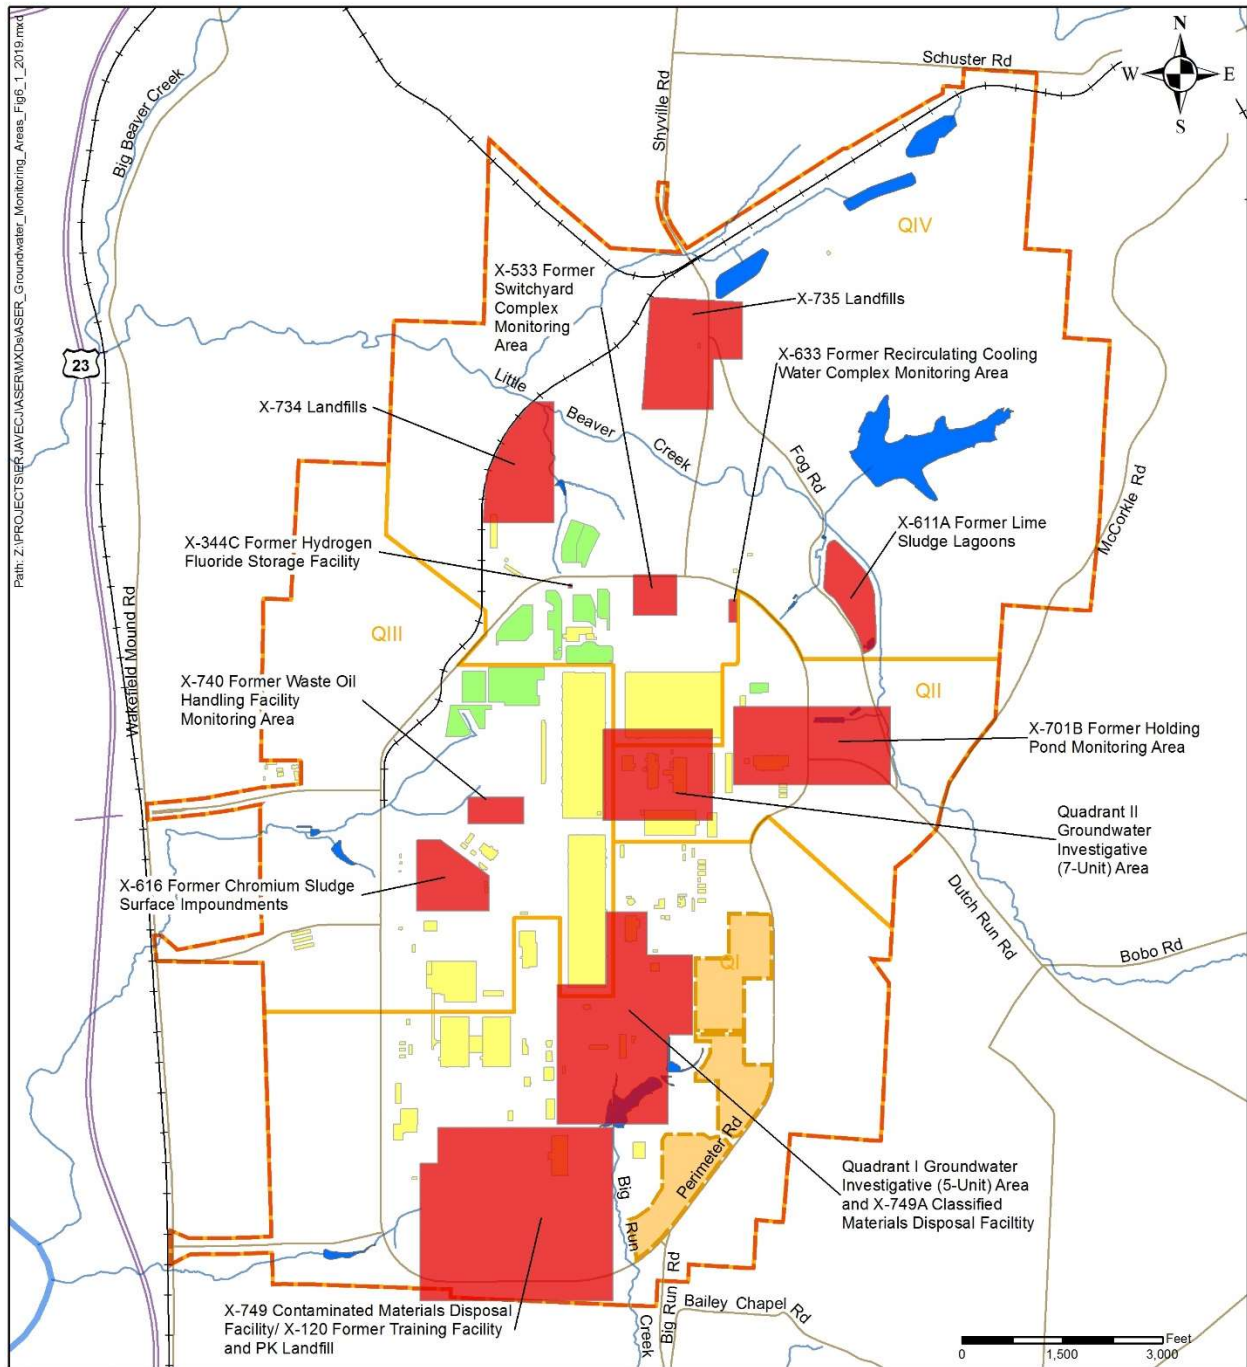 Path: Z:\PROJECTS\ERJAVECJ\ASER\MXDs\ASER_Groundwater_Monitoring_Areas_Fig6_1_2019.mxd
N
W
E
S
Schuster Rd
Shyville Rd
Big Beaver Creek
QIV
X-533 Former
Switchyard
Complex
Monitoring
Area
X-735 Landfills
23
X-633 Former Recirculating Cooling
Water Complex Monitoring Area
Little
Beaver
Creek
X-734 Landfills
Fog Rd
McCorkle Rd
X-611A Former Lime
Sludge Lagoons
X-344C Former Hydrogen
Fluoride Storage Facility
Wakefield Mound Rd
QIII
QII
X-740 Former Waste Oil
Handling Facility
Monitoring Area
X-701B Former Holding
Pond Monitoring Area
Quadrant II
Groundwater
Investigative
(7-Unit) Area
X-616 Former Chromium Sludge
Surface Impoundments
Dutch Run Rd
Bobo Rd
QI
Perimeter Rd
Quadrant I Groundwater
Investigative (5-Unit) Area
and X-749A Classified
Materials Disposal Faciltity
Big
Run
Creek
Big Run Rd
Bailey Chapel Rd
X-749 Contaminated Materials Disposal
Facility/ X-120 Former Training Facility
and PK Landfill
Feet
0 1,500 3,000